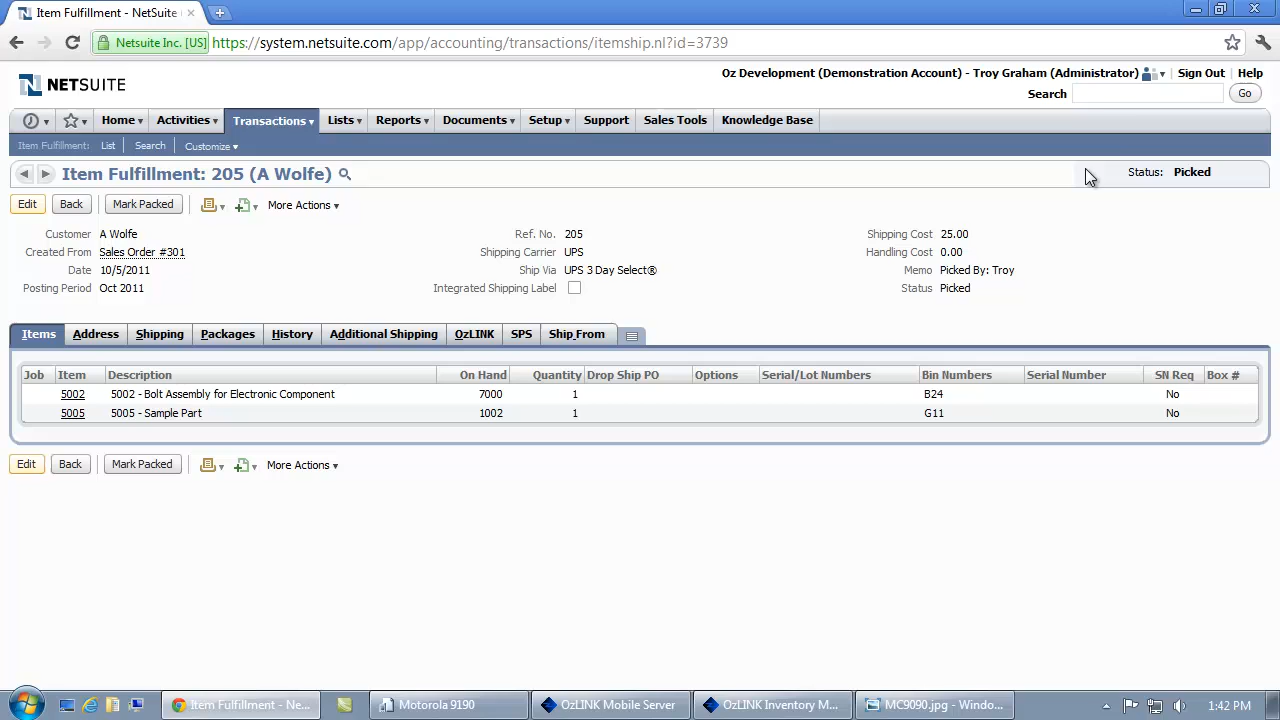 Item Fulfillment - NetSuite
Netsuite Inc. [US] https://system.netsuite.com/app/accounting/transactions/itemship.nl?id=3739
NETSUITE
Oz Development (Demonstration Account) - Troy Graham (Administrator) Sign Out Help
Search Go
Home Activities Transactions Lists Reports Documents Setup Support Sales Tools Knowledge Base
Item Fulfillment: List Search Customize
Item Fulfillment: 205 (A Wolfe) Status: Picked
Edit Back Mark Packed More Actions
Customer A Wolfe Ref. No. 205 Shipping Cost 25.00
Created From Sales Order #301 Shipping Carrier UPS Handling Cost 0.00
Date 10/5/2011 Ship Via UPS 3 Day Select® Memo Picked By: Troy
Posting Period Oct 2011 Integrated Shipping Label Status Picked
Items Address Shipping Packages History Additional Shipping OzLINK SPS Ship From
Job Item Description On Hand Quantity Drop Ship PO Options Serial/Lot Numbers Bin Numbers Serial Number SN Req Box #
5002 5002 - Bolt Assembly for Electronic Component 7000 1 B24 No
5005 5005 - Sample Part 1002 1 G11 No
Edit Back Mark Packed More Actions
Item Fulfillment - Ne... Motorola 9190 OzLINK Mobile Server OzLINK Inventory M... MC9090.jpg - Windo... 1:42 PM